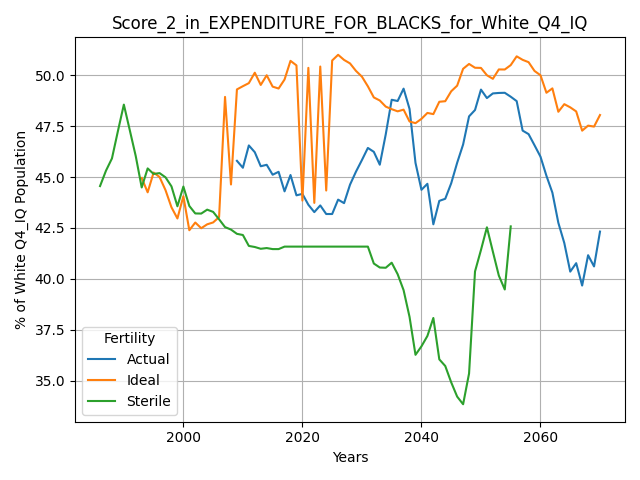 Score_2_in_EXPENDITURE_FOR_BLACKS_for_White_Q4_IQ
% of White Q4_IQ Population
50.0
47.5
45.0
42.5
40.0
37.5
35.0
Fertility
Actual
Ideal
Sterile
2000 2020 2040 2060
Years